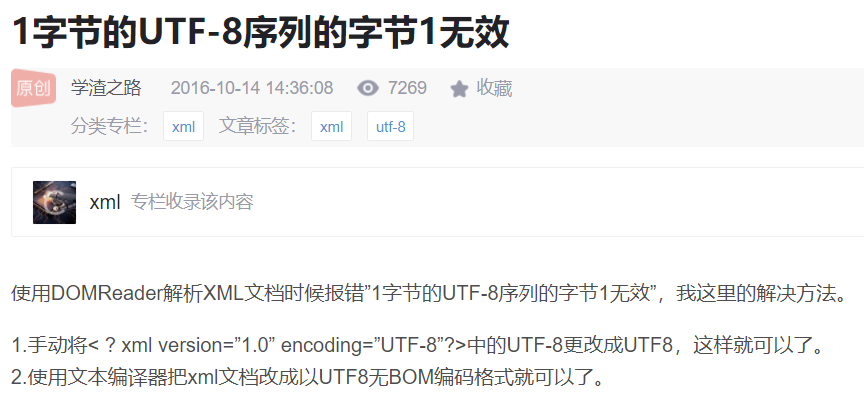 1字节的UTF-8序列的字节1无效
原创 学渣之路 2016-10-14 14:36:08 7269 收藏
分类专栏： xml 文章标签： xml utf-8
xml 专栏收录该内容
使用DOMReader解析XML文档时候报错”1字节的UTF-8序列的字节1无效”，我这里的解决方法。
1.手动将< ? xml version=”1.0” encoding=”UTF-8”?>中的UTF-8更改成UTF8，这样就可以了。
2.使用文本编译器把xml文档改成以UTF8无BOM编码格式就可以了。